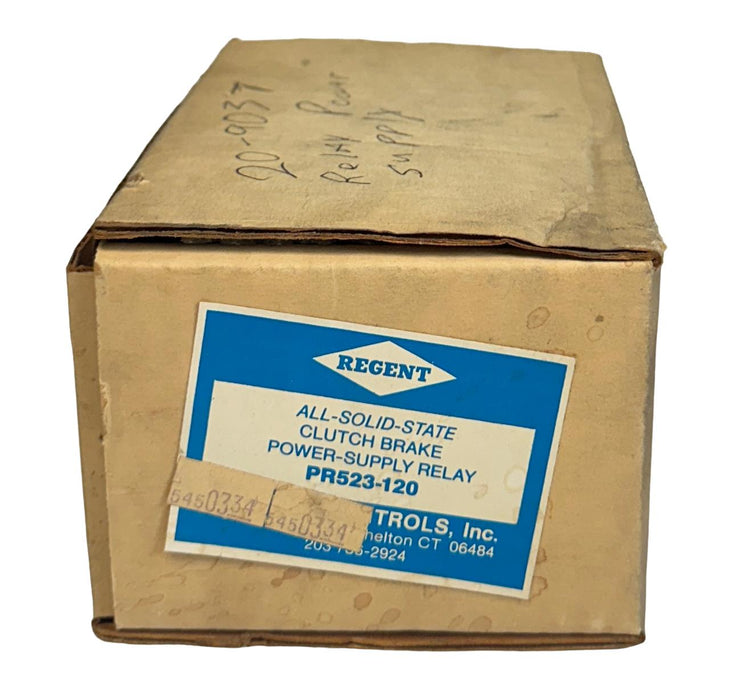 20-9037
Relay Power
Supply
REGENT
ALL-SOLID-STATE
CLUTCH BRAKE
POWER-SUPPLY RELAY
PR523-120
TROLS, Inc.
helton CT 06484
2924
5450334
5450334